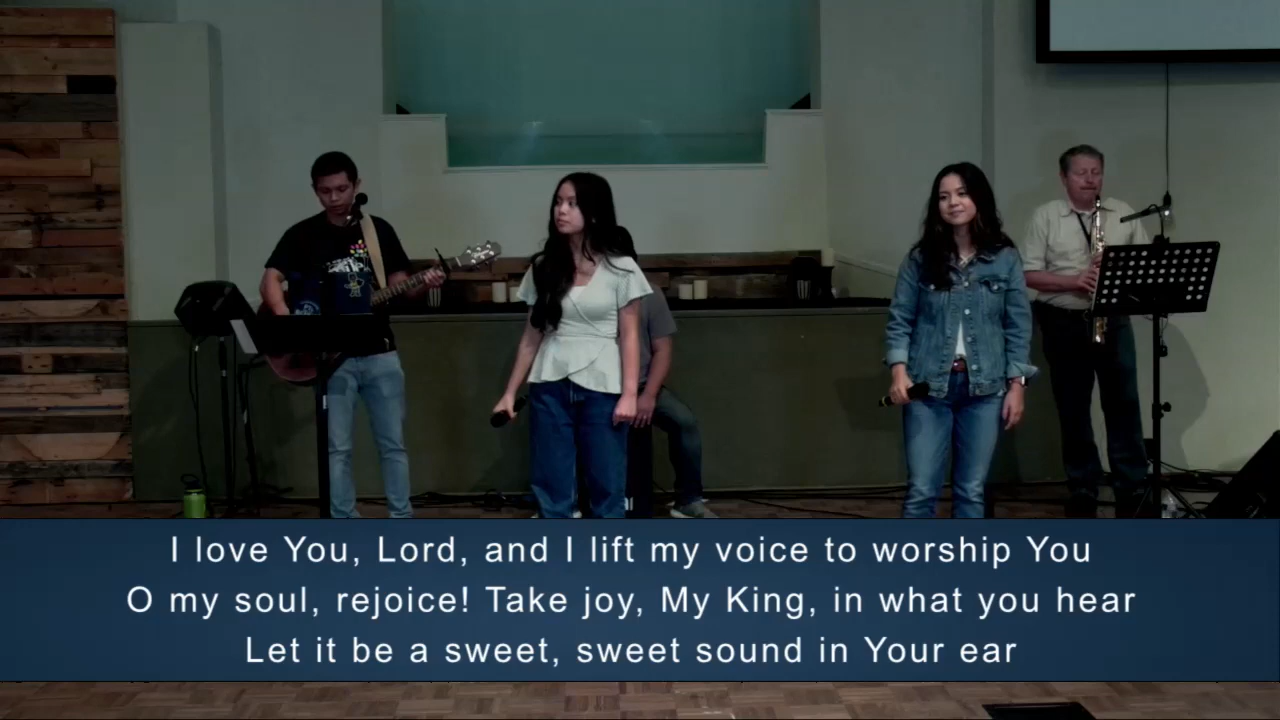 I love You, Lord, and I lift my voice to worship You
O my soul, rejoice! Take joy, My King, in what you hear
Let it be a sweet, sweet sound in Your ear